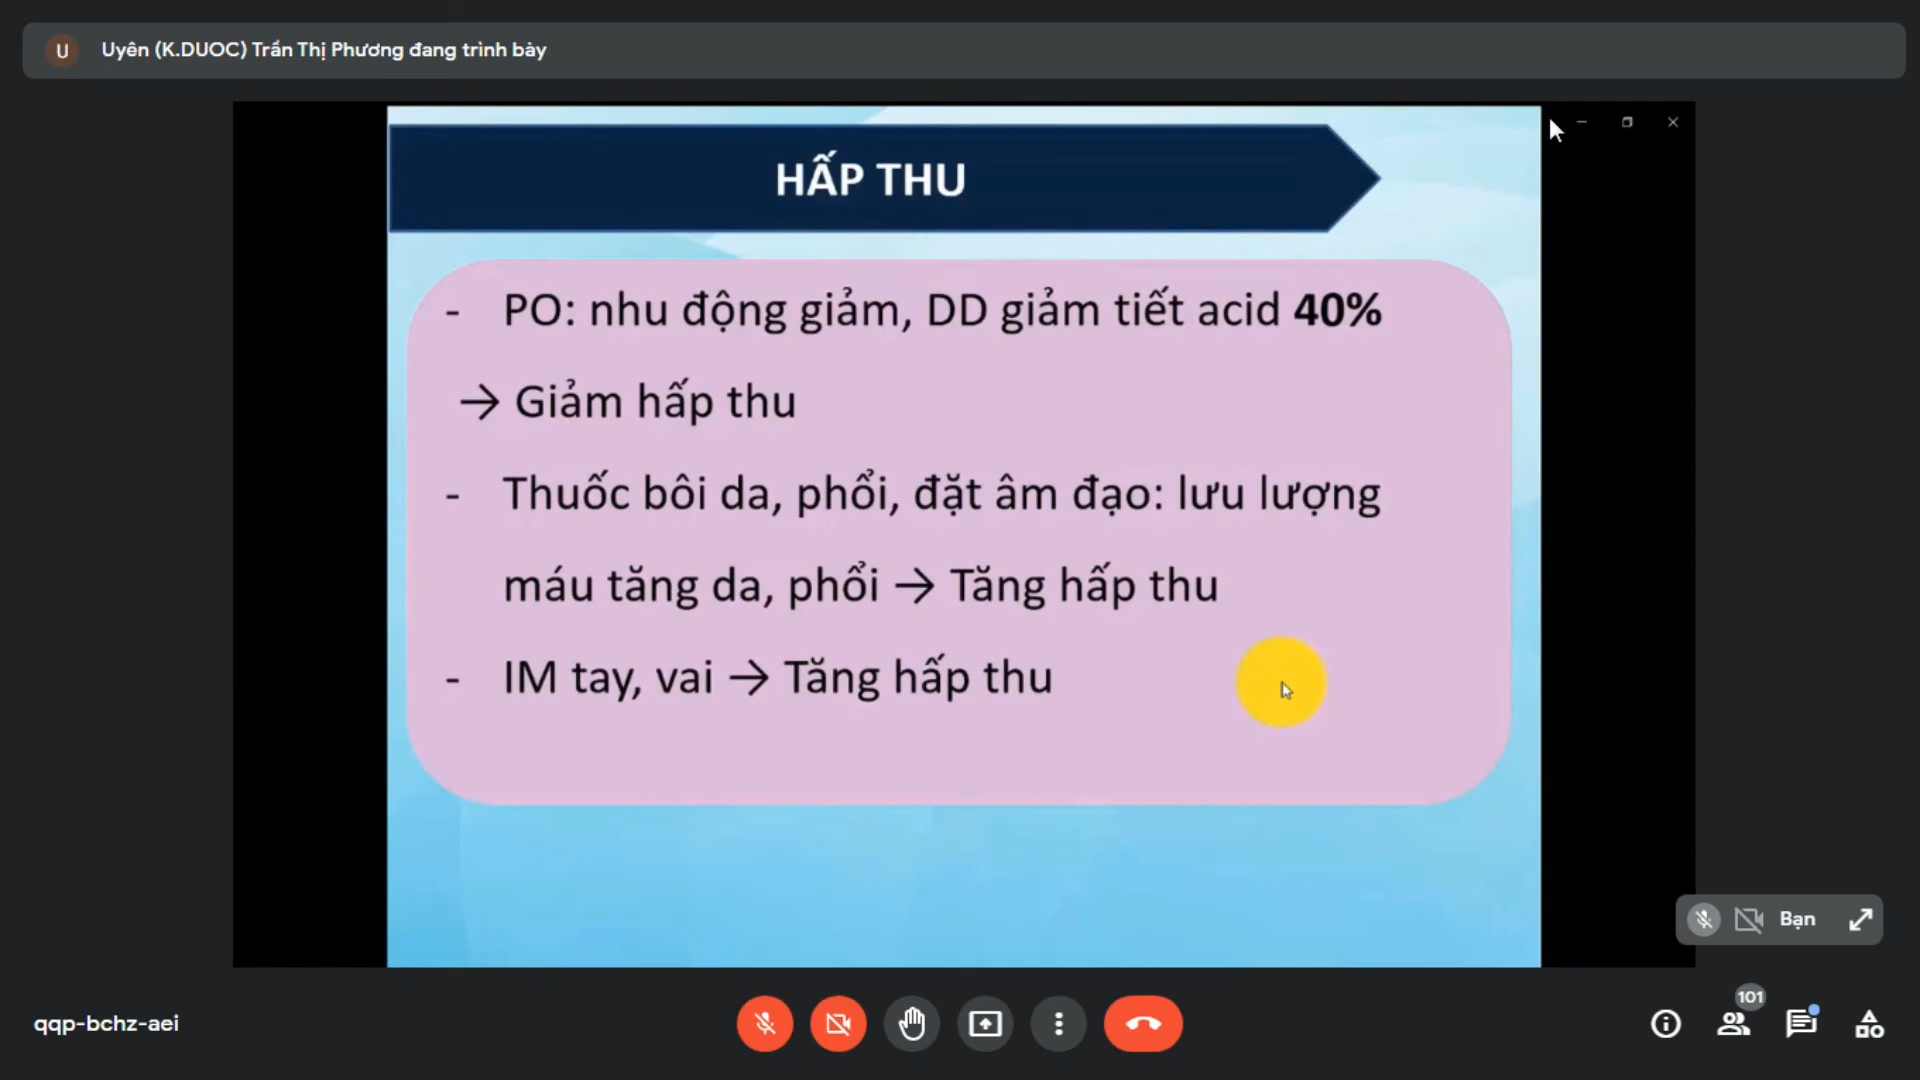 U Uyên (K.DUOC) Trần Thị Phương đang trình bày
HẤP THU
- PO: nhu động giảm, DD giảm tiết acid 40%
→ Giảm hấp thu
- Thuốc bôi da, phổi, đặt âm đạo: lưu lượng
máu tăng da, phổi → Tăng hấp thu
- IM tay, vai → Tăng hấp thu
Bạn
101
qqp-bchz-aei